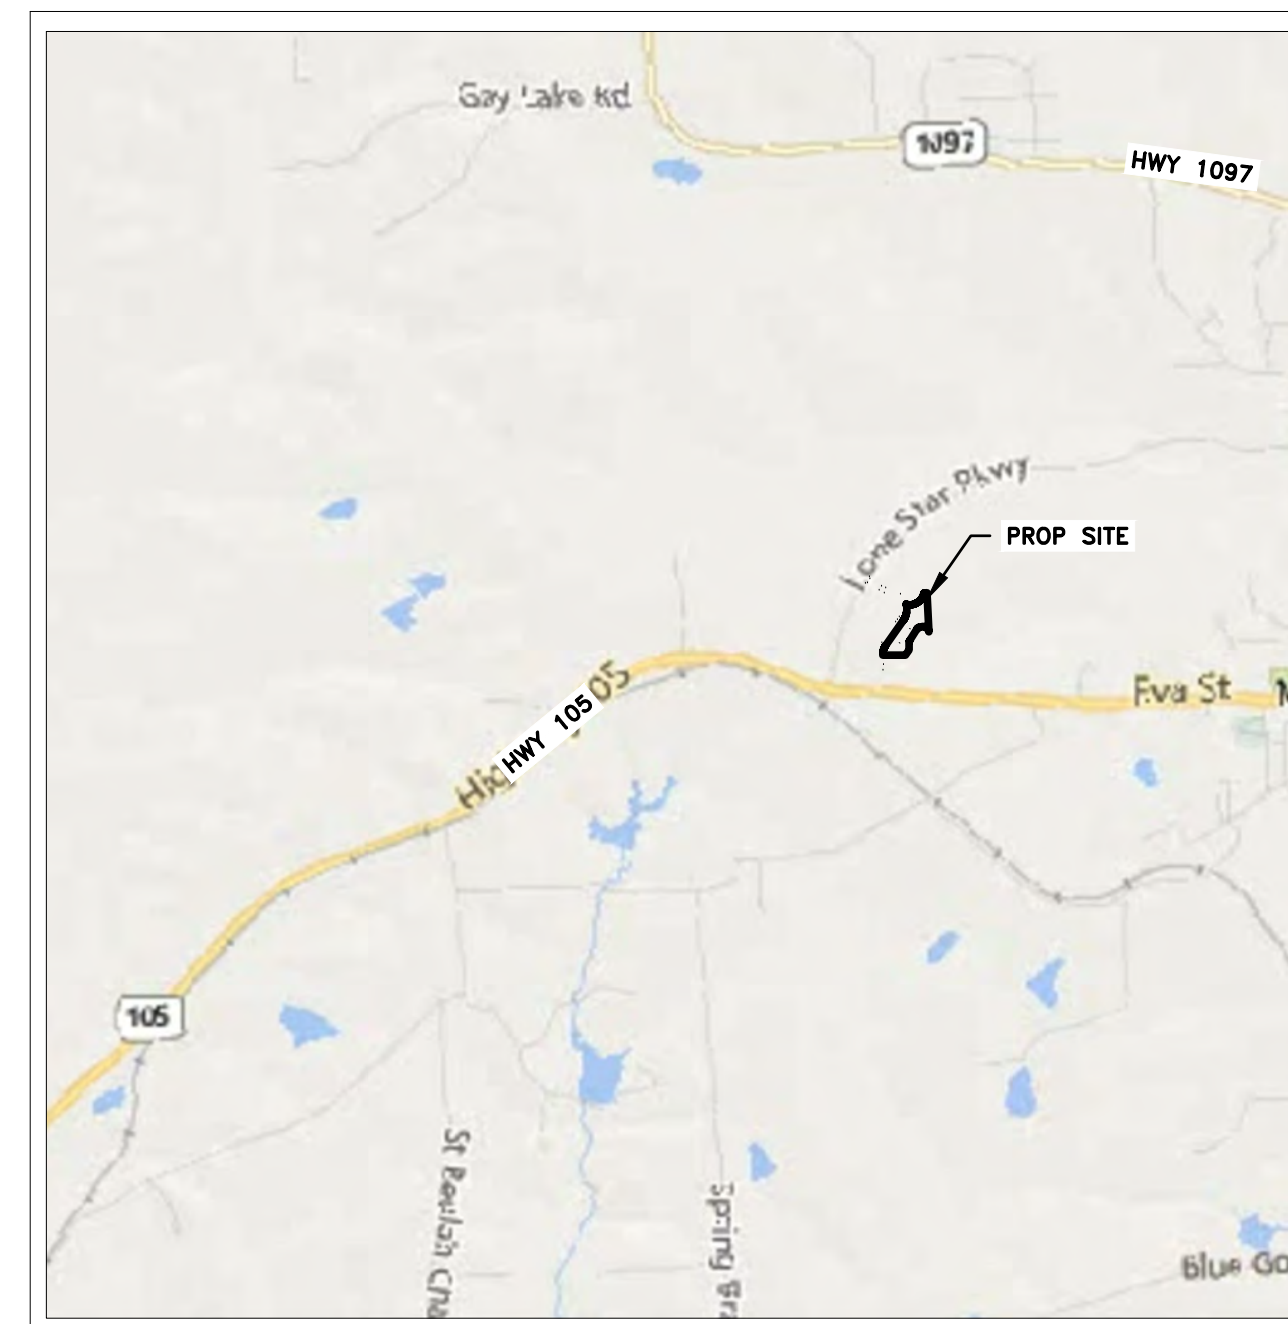 Gay Lake Rd
1097
HWY 1097
Lone Star Pkwy
PROP SITE
Eva St
HWY 105
105
St Beulah Cha
Spring Bra
Blue Go